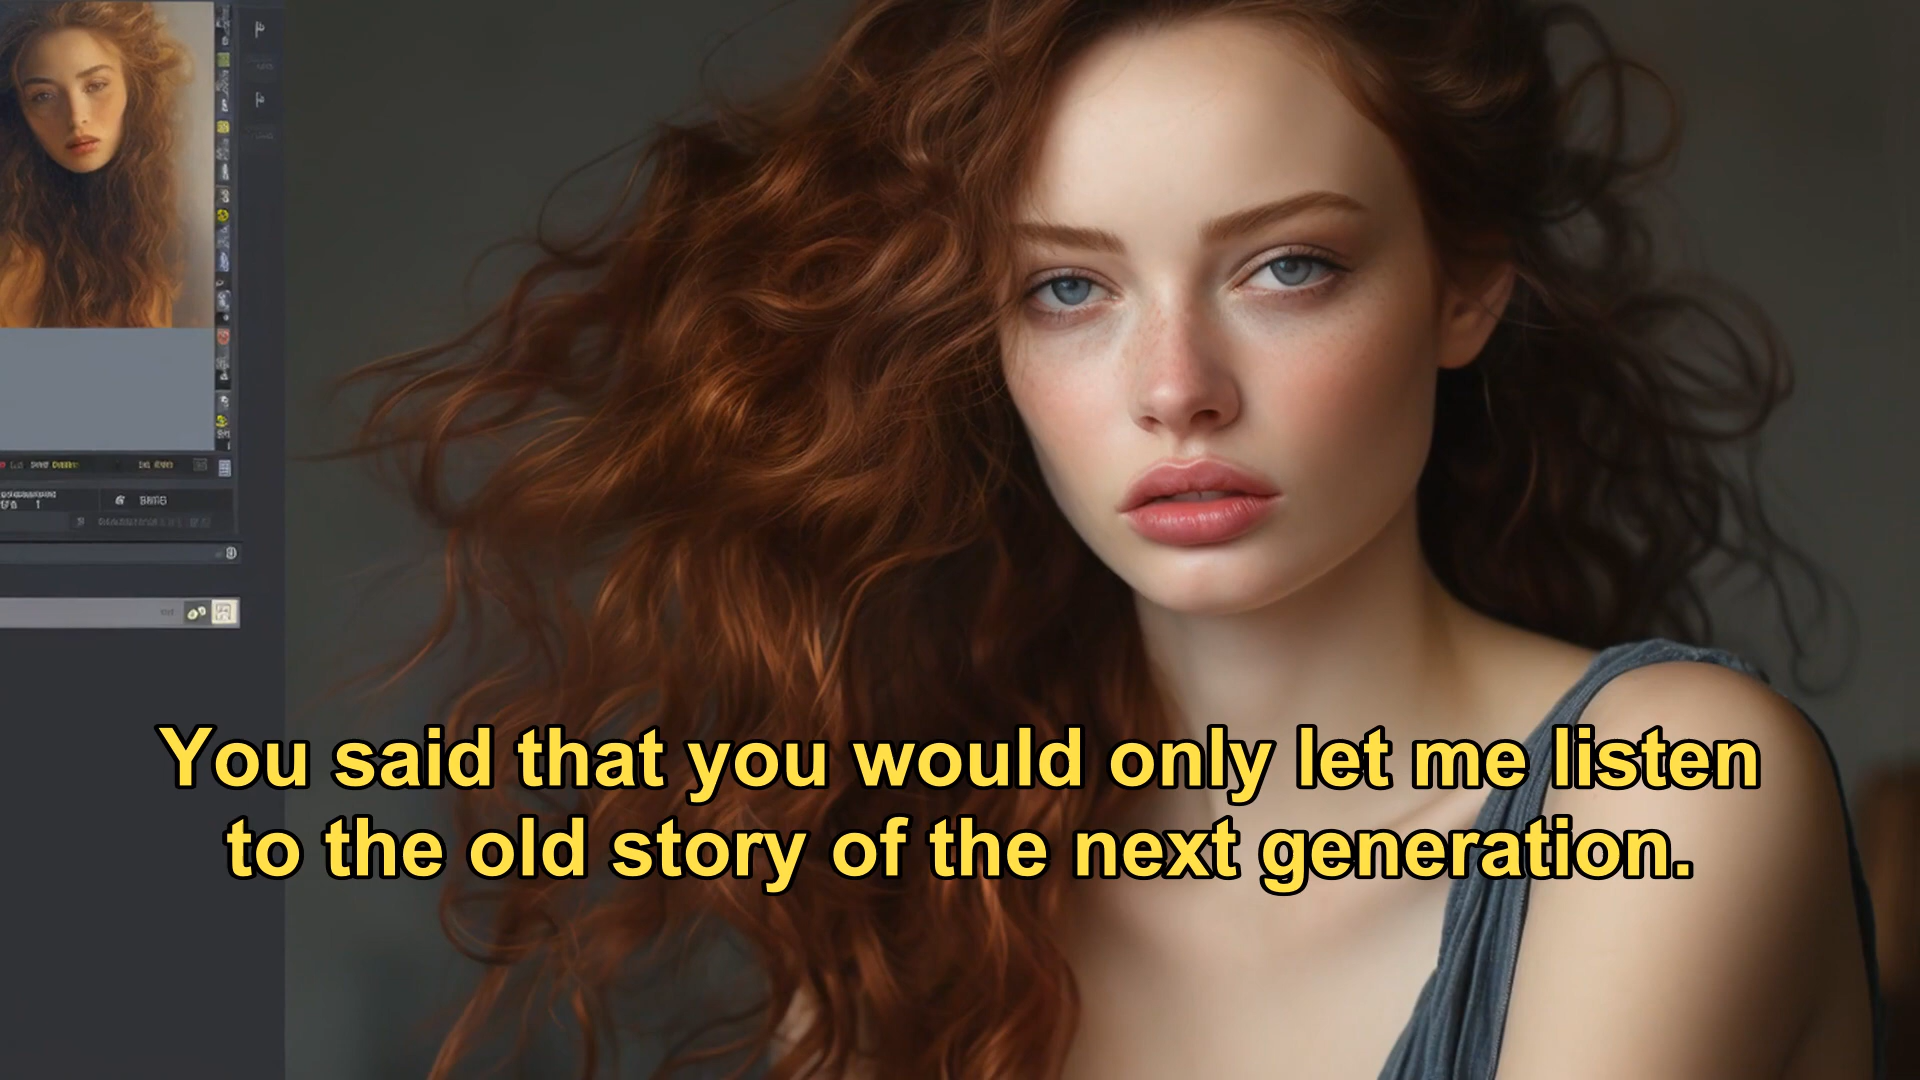 You said that you would only let me listen
to the old story of the next generation.